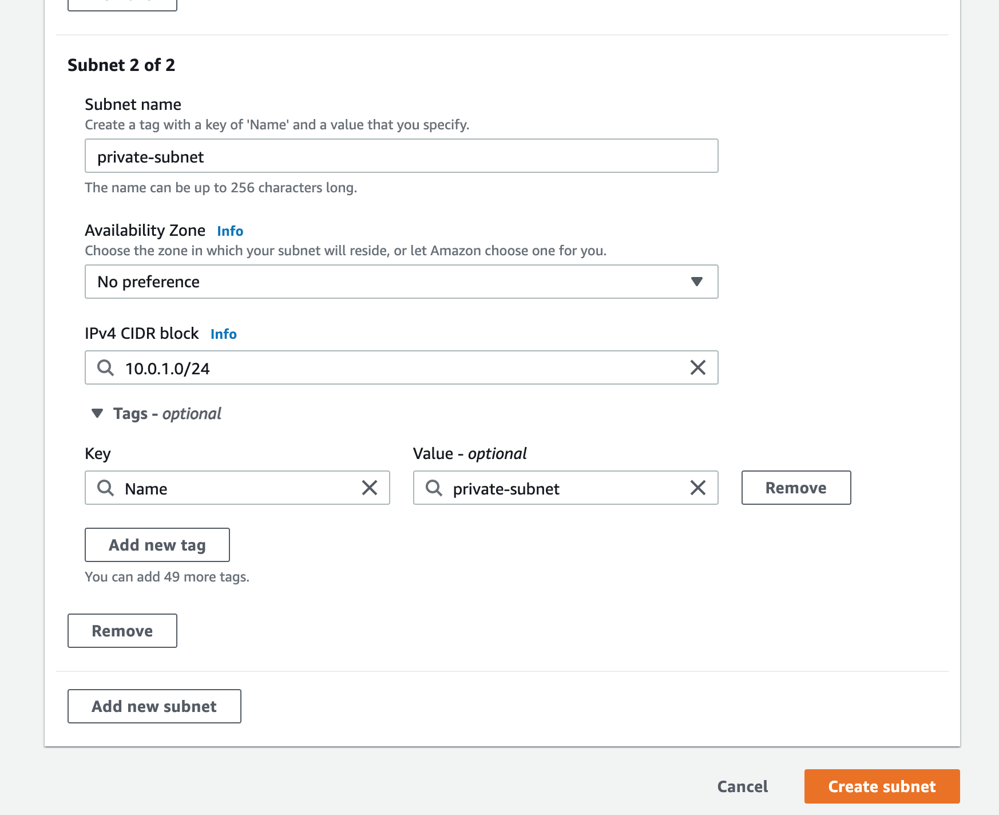 Subnet 2 of 2
Subnet name
Create a tag with a key of 'Name' and a value that you specify.
private-subnet
The name can be up to 256 characters long.
Availability Zone Info
Choose the zone in which your subnet will reside, or let Amazon choose one for you.
No preference
IPv4 CIDR block Info
10.0.1.0/24
Tags - optional
Key Value - optional
Name private-subnet Remove
Add new tag
You can add 49 more tags.
Remove
Add new subnet
Cancel Create subnet